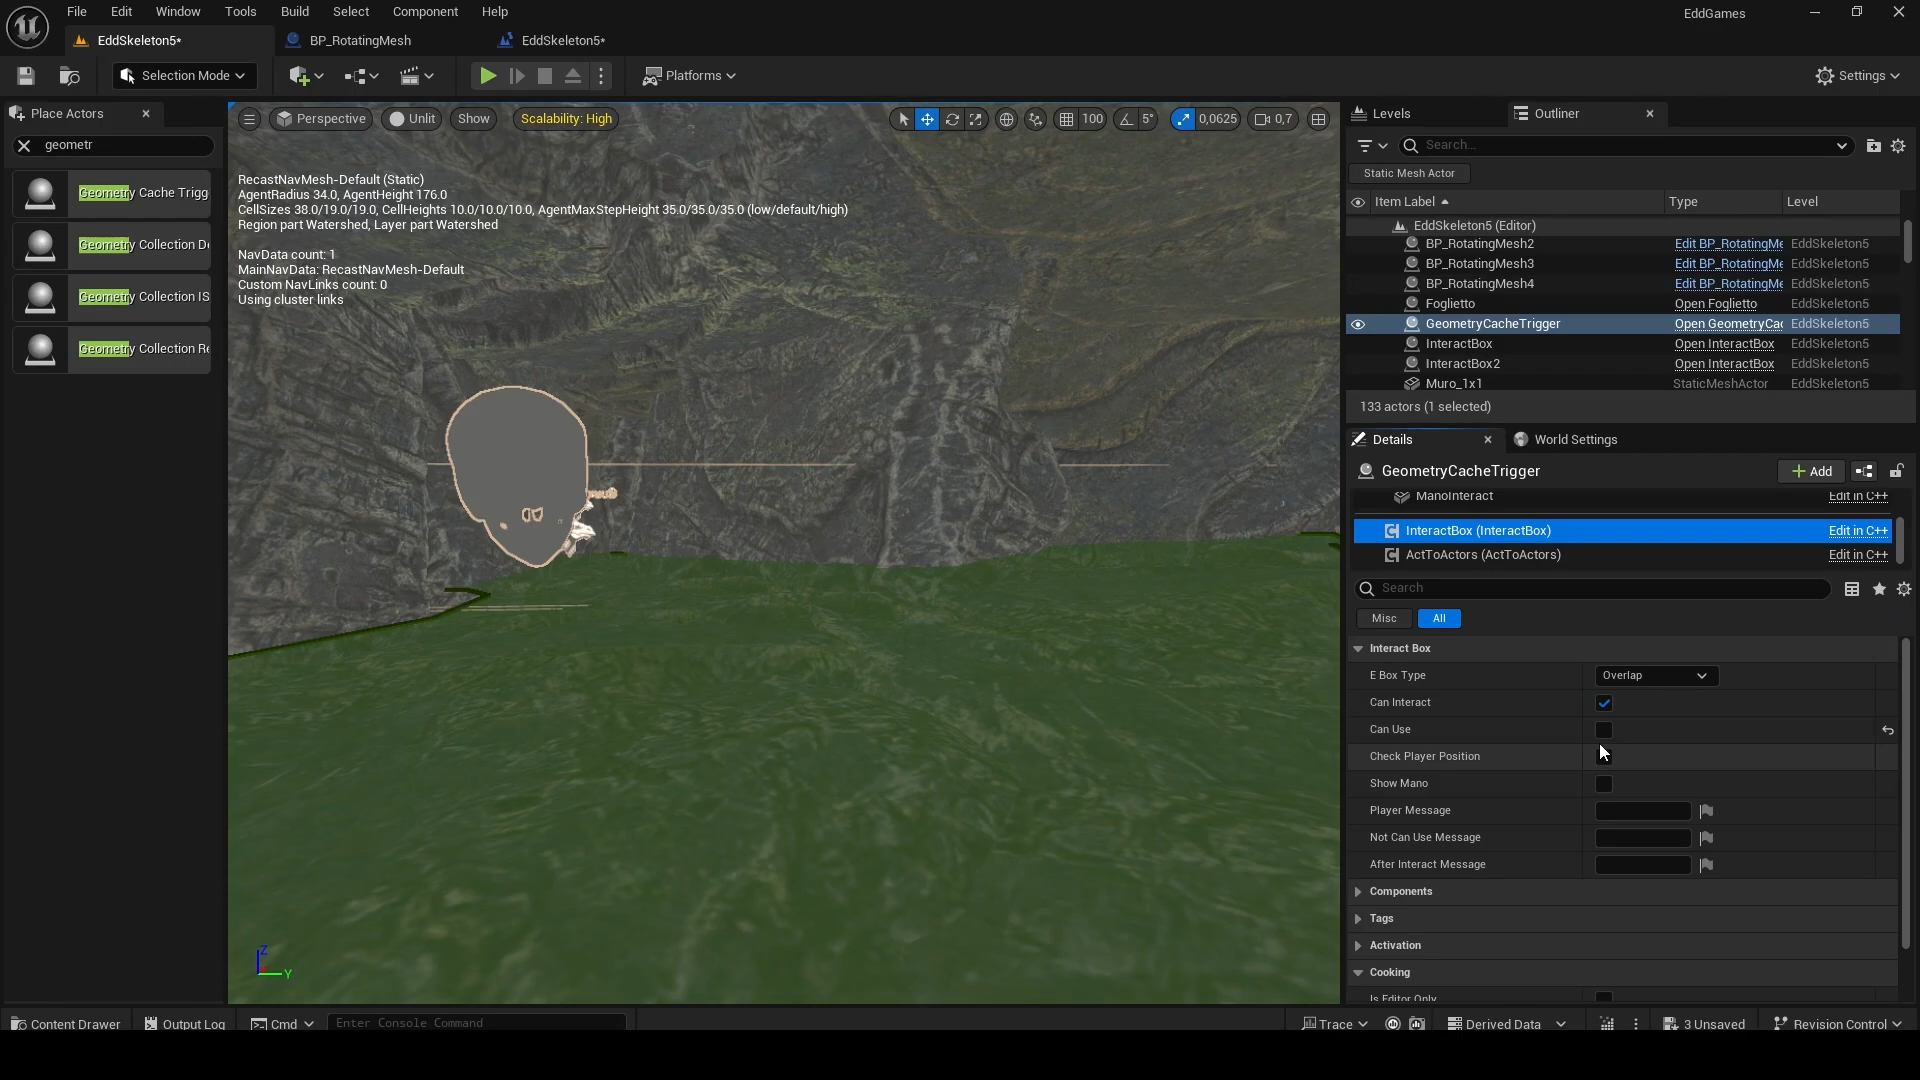 File Edit Window Tools Build Select Component Help EddGames
EddSkeleton5* BP_RotatingMesh EddSkeleton5*
Selection Mode Platforms Settings
Place Actors
geometr
Geometry Cache Trigg
Geometry Collection De
Geometry Collection IS
Geometry Collection Re
Perspective Unlit Show Scalability: High 100 5° 0,0625 0,7
RecastNavMesh-Default (Static)
AgentRadius 34.0, AgentHeight 176.0
CellSizes 38.0/19.0/19.0, CellHeights 10.0/10.0/10.0, AgentMaxStepHeight 35.0/35.0/35.0 (low/default/high)
Region part Watershed, Layer part Watershed
NavData count: 1
MainNavData: RecastNavMesh-Default
Custom NavLinks count: 0
Using cluster links
Z
Y
Levels Outliner
Search...
Static Mesh Actor
Item Label Type Level
EddSkeleton5 (Editor)
BP_RotatingMesh2 Edit BP_RotatingMe EddSkeleton5
BP_RotatingMesh3 Edit BP_RotatingMe EddSkeleton5
BP_RotatingMesh4 Edit BP_RotatingMe EddSkeleton5
Foglietto Open Foglietto EddSkeleton5
GeometryCacheTrigger Open GeometryCac EddSkeleton5
InteractBox Open InteractBox EddSkeleton5
InteractBox2 Open InteractBox EddSkeleton5
Muro_1x1 StaticMeshActor EddSkeleton5
133 actors (1 selected)
Details World Settings
GeometryCacheTrigger Add
ManoInteract Edit in C++
InteractBox (InteractBox) Edit in C++
ActToActors (ActToActors) Edit in C++
Search
Misc All
Interact Box
E Box Type Overlap
Can Interact
Can Use
Check Player Position
Show Mano
Player Message
Not Can Use Message
After Interact Message
Components
Tags
Activation
Cooking
Is Editor Only
Content Drawer Output Log Cmd Enter Console Command Trace Derived Data 3 Unsaved Revision Control